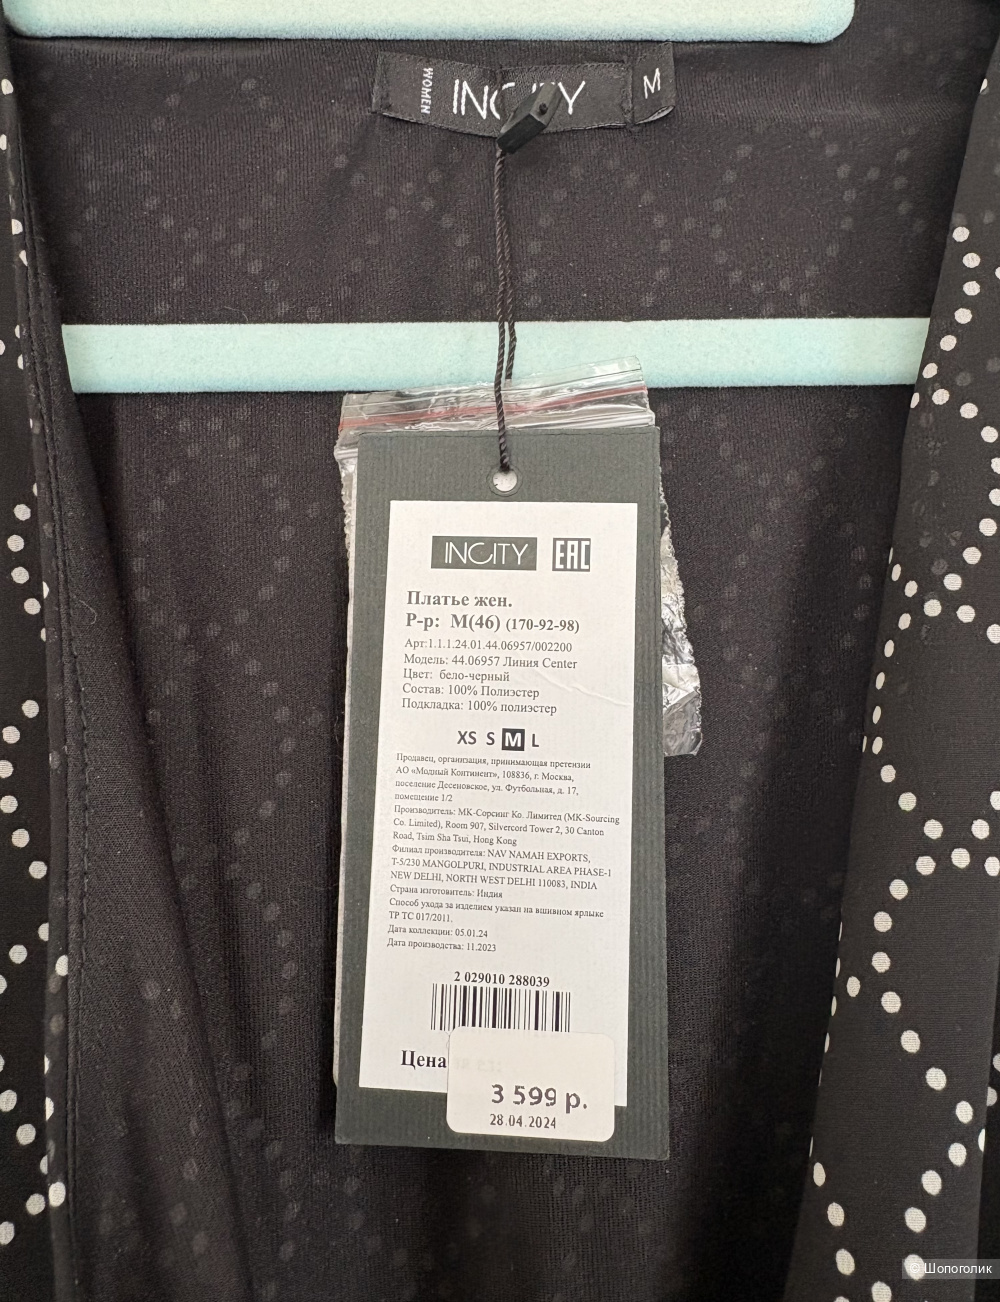 WOMEN
M
INCITY
EAC
Платье жен.
Р-р: M(46) (170-92-98)
Арт:1.1.1.24.01.44.06957/002200
Модель: 44.06957 Линия Center
Цвет: бело-черный
Состав: 100% Полиэстер
Подкладка: 100% полиэстер
XS S M L
Продавец, организация, принимающая претензии
АО «Модный Континент», 108836, г. Москва,
поселение Десеновское, ул. Футбольная, д. 17,
помещение 1/2
Производитель: МК-Сорсинг Ко. Лимитед (MK-Sourcing
Co. Limited), Room 907, Silvercord Tower 2, 30 Canton
Road, Tsim Sha Tsui, Hong Kong
Филиал производителя: NAV NAMAH EXPORTS,
T-5/230 MANGOLPURI, INDUSTRIAL AREA PHASE-1
NEW DELHI, NORTH WEST DELHI 110083, INDIA
Страна изготовитель: Индия
Способ ухода за изделием указан на вшивном ярлыке
ТР ТС 017/2011.
Дата коллекции: 05.01.24
Дата производства: 11.2023
2 029010 288039
Цена
3 599 р.
28.04.2024
© Шопоголик